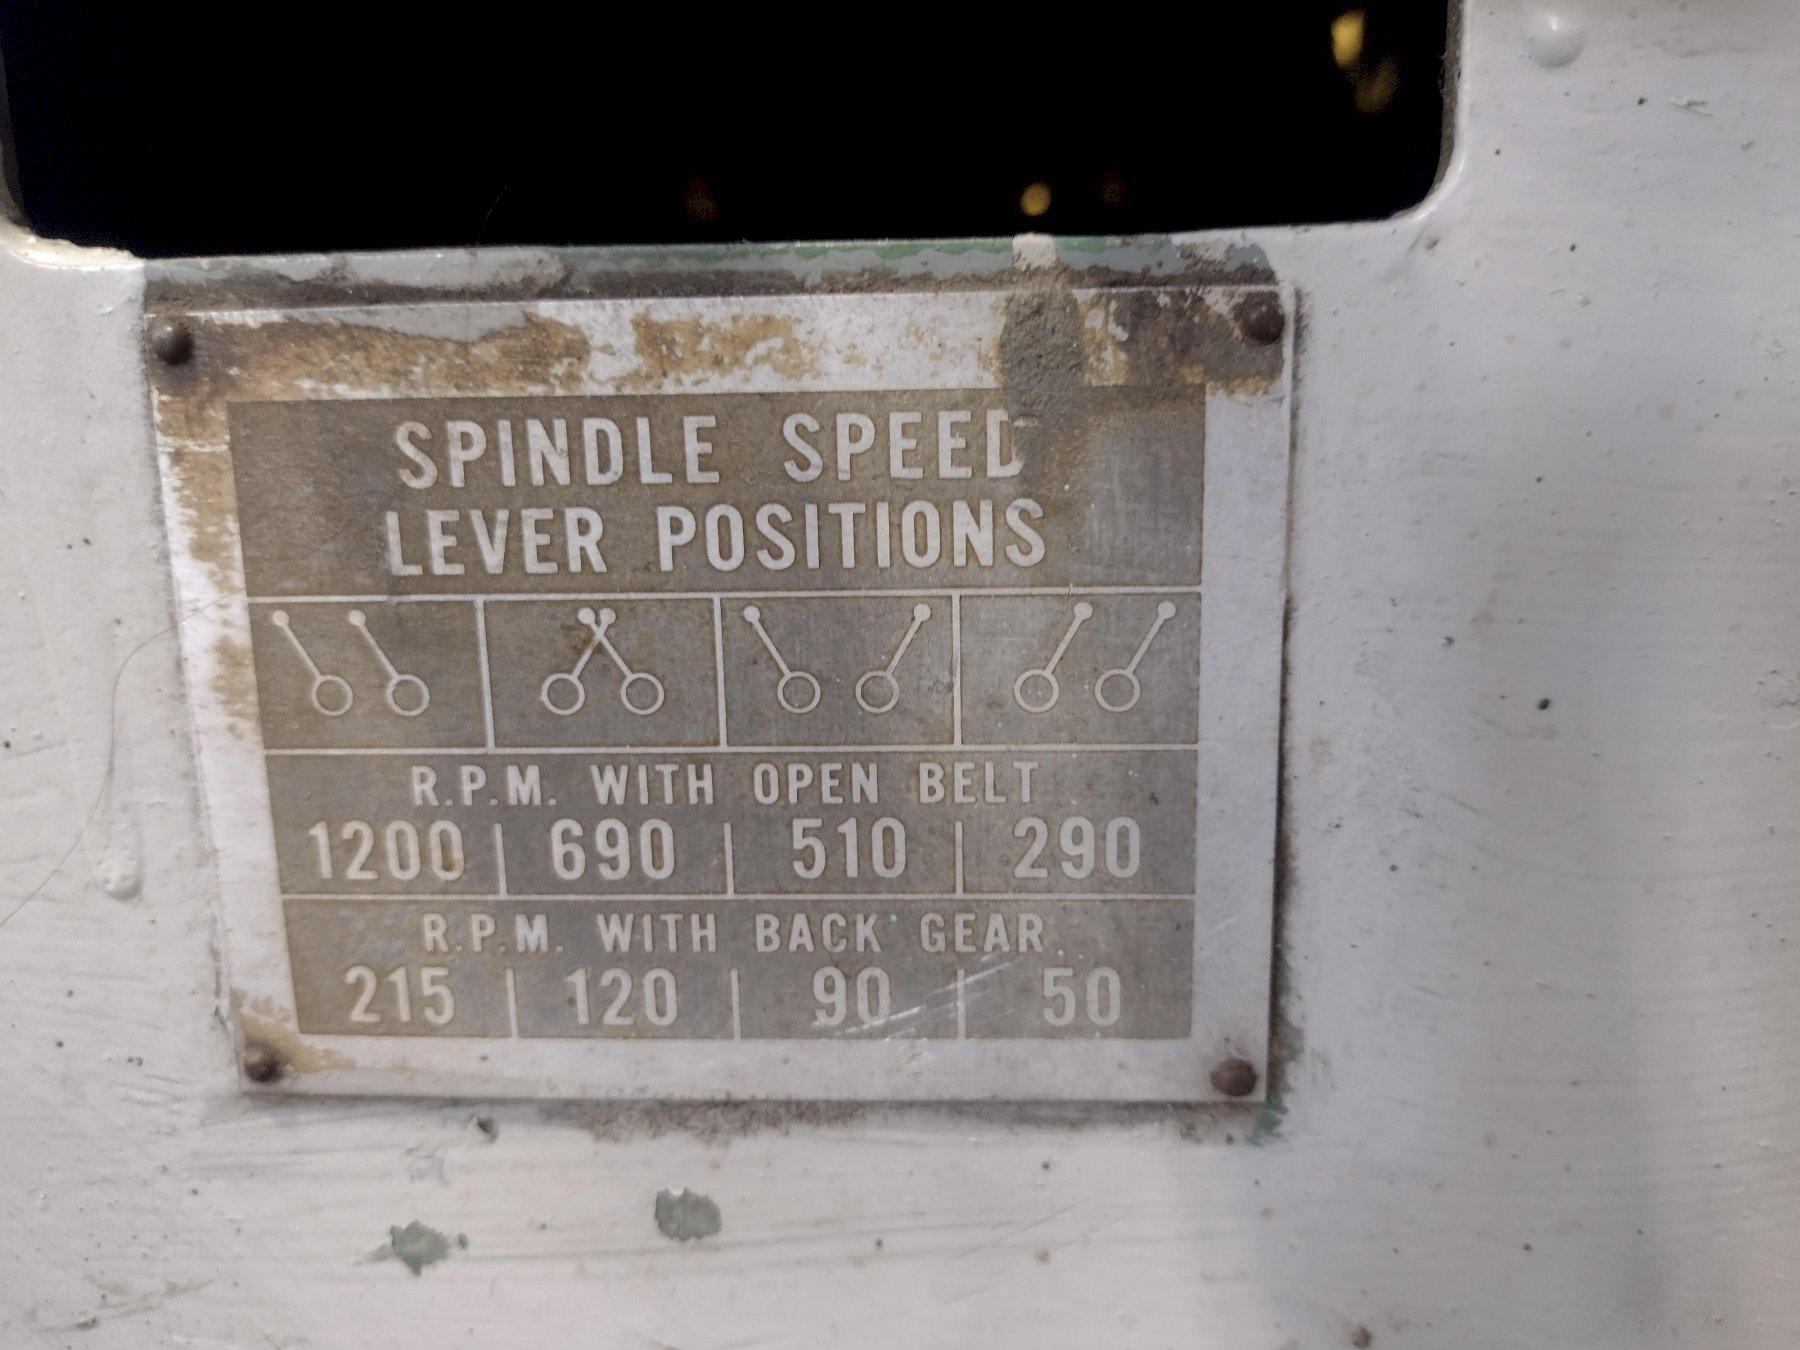 SPINDLE SPEED
LEVER POSITIONS
R.P.M. WITH OPEN BELT
1200 | 690 | 510 | 290
R.P.M. WITH BACK GEAR
215 | 120 | 90 | 50